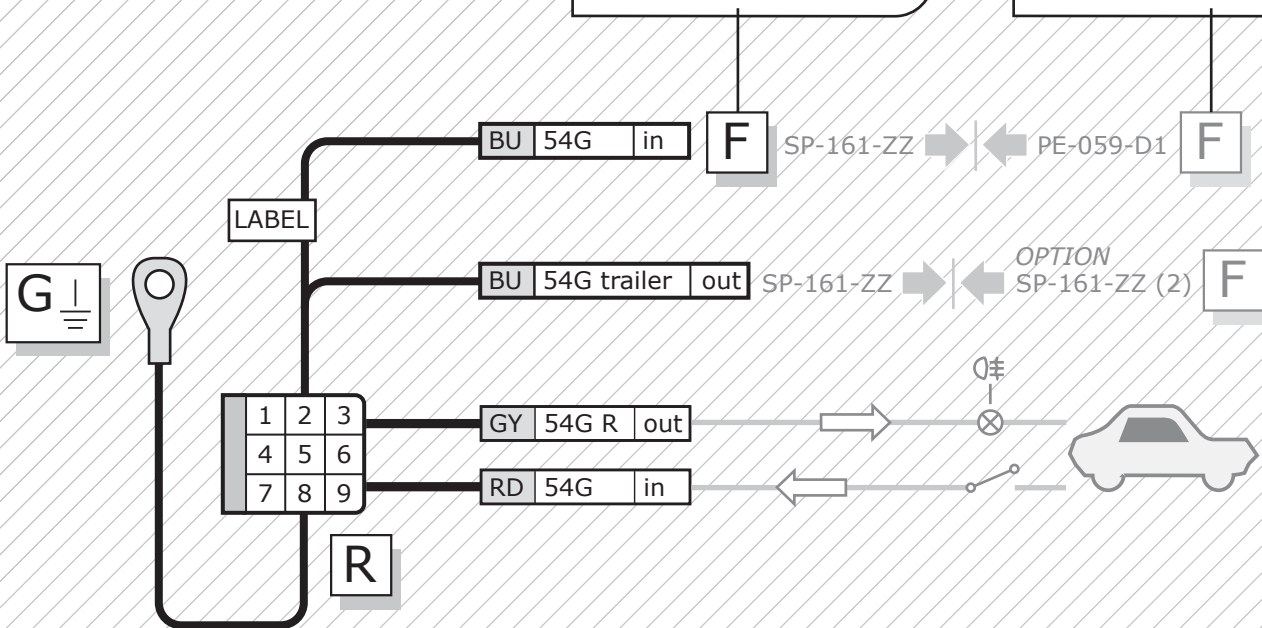 BU 54G in F SP-161-ZZ PE-059-D1 F
LABEL
G
OPTION
BU 54G trailer out SP-161-ZZ SP-161-ZZ (2) F
1 2 3
GY 54G R out
4 5 6
7 8 9
RD 54G in
R